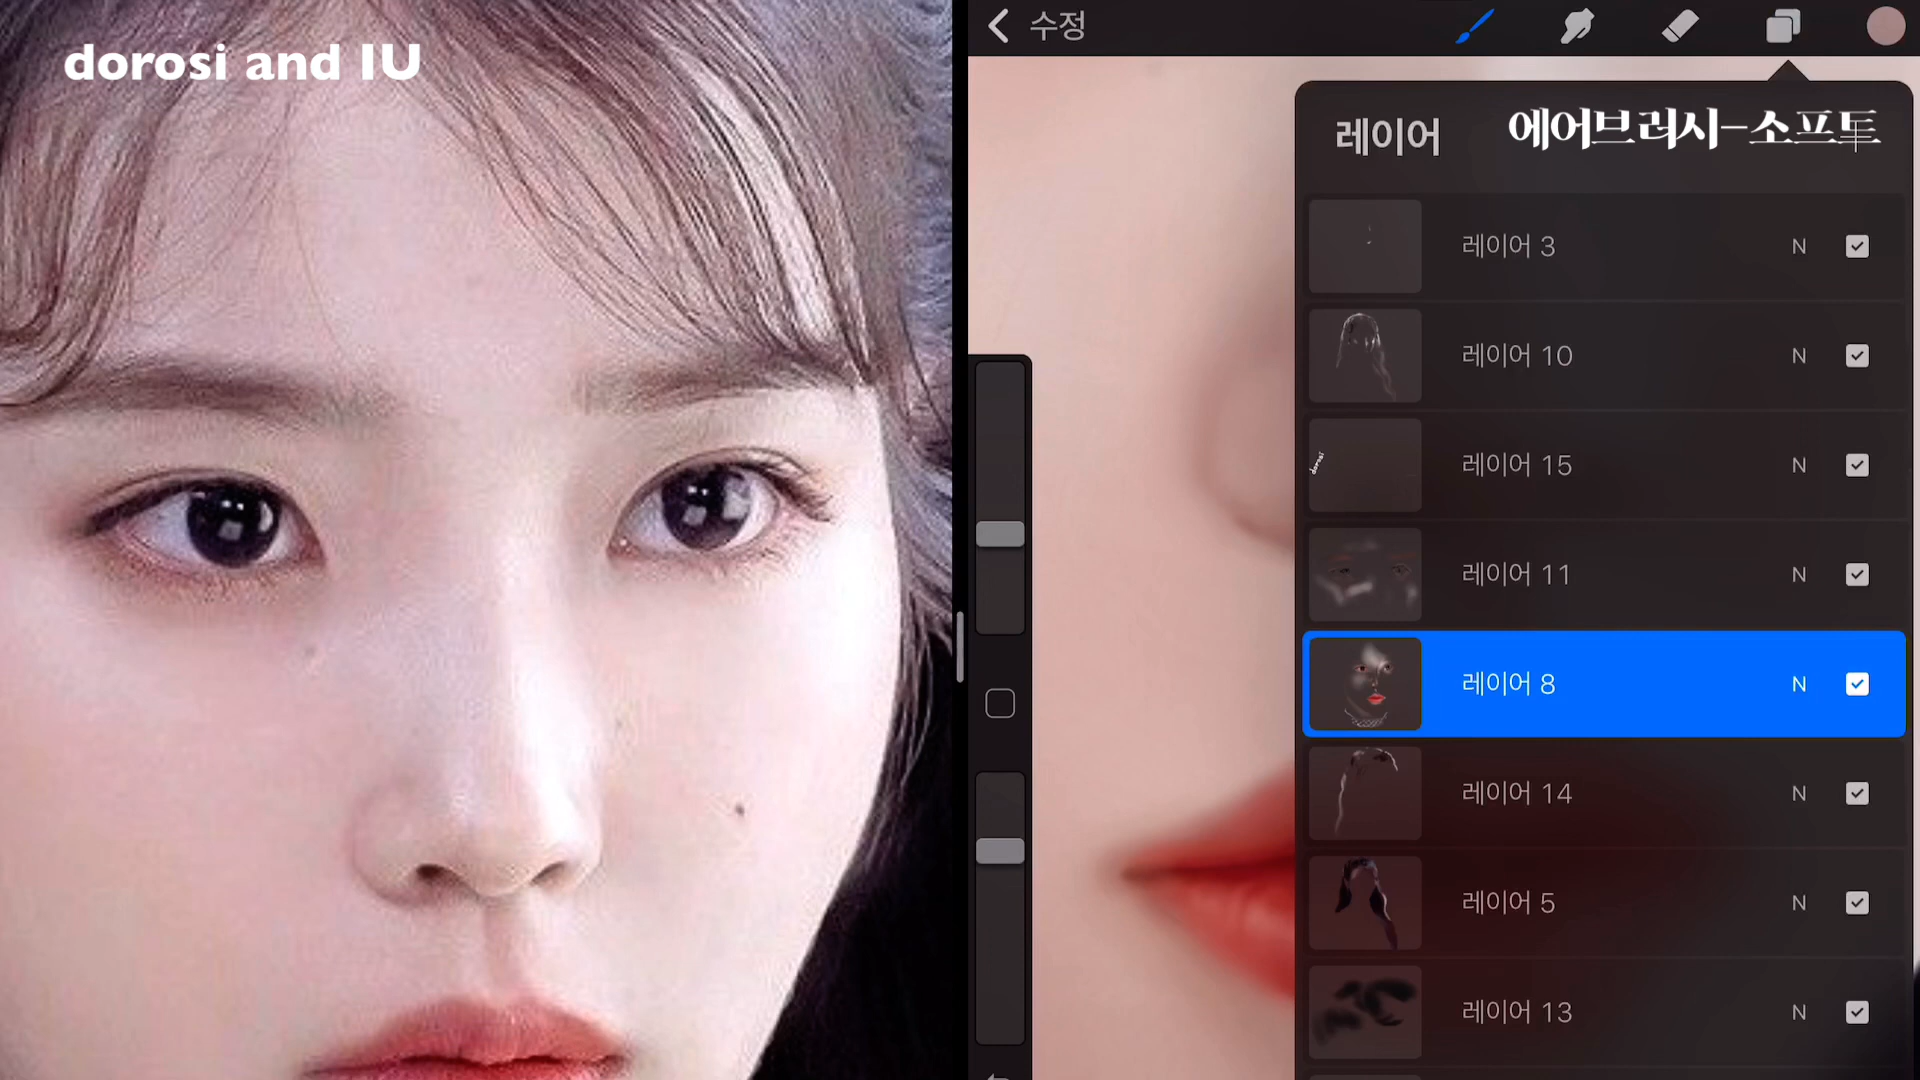 dorosi and IU
수정
레이어
에어브러시-소프트
레이어 3 N
레이어 10 N
dorosi
레이어 15 N
레이어 11 N
레이어 8 N
레이어 14 N
레이어 5 N
레이어 13 N